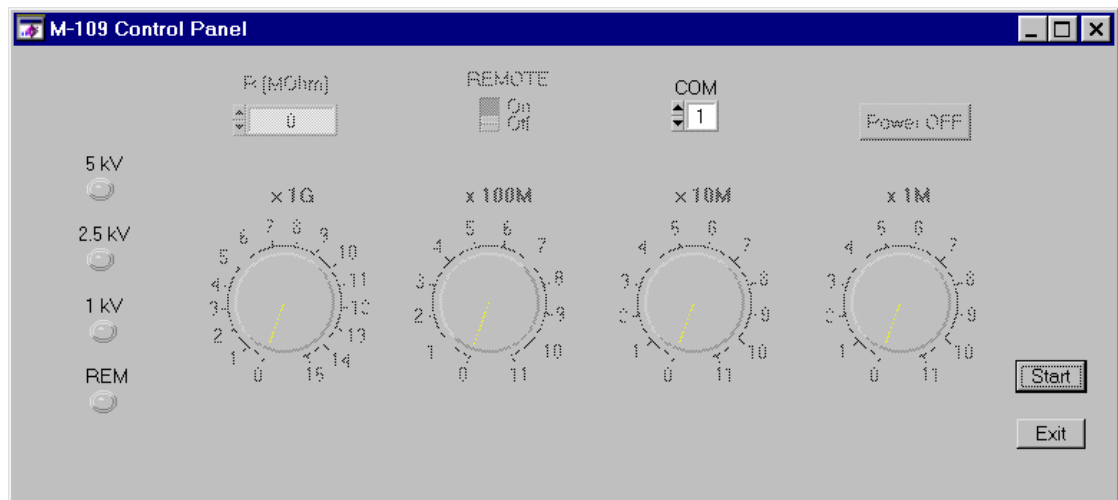 M-109 Control Panel
R (MOhm)
0
REMOTE
On
Off
COM
1
Power OFF
5 kV
2.5 kV
1 kV
REM
x 1G
0 1 2 3 4 5 6 7 8 9 10 11 12 13 14 15
x 100M
0 1 2 3 4 5 6 7 8 9 10 11
x 10M
0 1 2 3 4 5 6 7 8 9 10 11
x 1M
0 1 2 3 4 5 6 7 8 9 10 11
Start
Exit